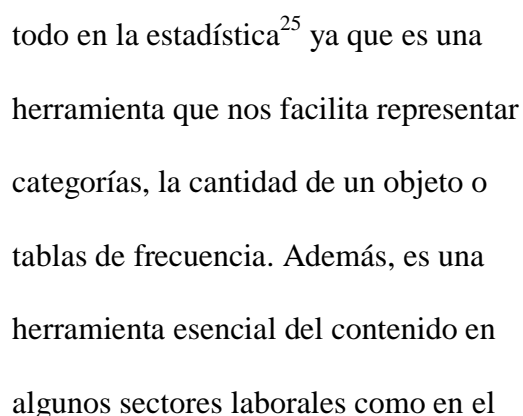 todo en la estadística25 ya que es una
herramienta que nos facilita representar
categorías, la cantidad de un objeto o
tablas de frecuencia. Además, es una
herramienta esencial del contenido en
algunos sectores laborales como en el